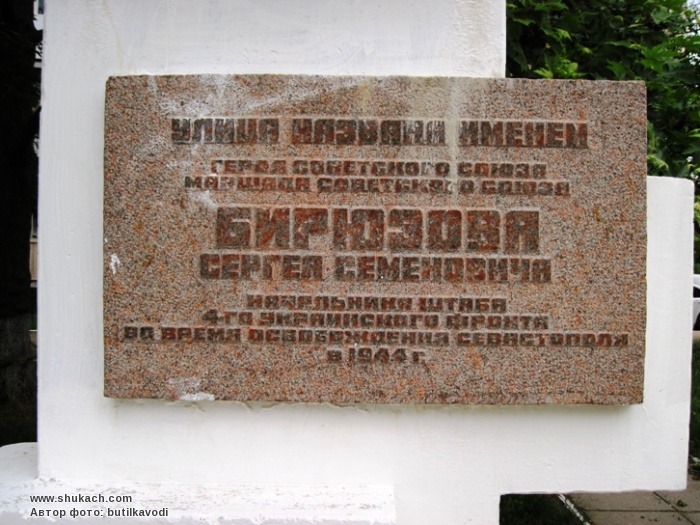 УЛИЦА НАЗВАНА ИМЕНЕМ
ГЕРОЯ СОВЕТСКОГО СОЮЗА
МАРШАЛА СОВЕТСКОГО СОЮЗА
БИРЮЗОВА
СЕРГЕЯ СЕМЕНОВИЧА
НАЧАЛЬНИКА ШТАБА
4-ГО УКРАИНСКОГО ФРОНТА
ВО ВРЕМЯ ОСВОБОЖДЕНИЯ СЕВАСТОПОЛЯ
В 1944 Г.
www.shukach.com
Автор фото: butilkavodi